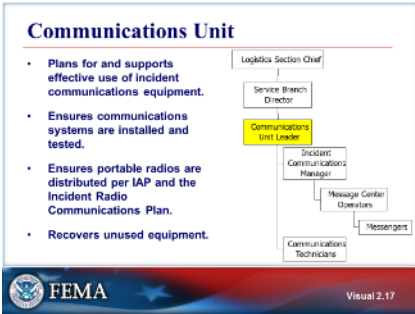 Communications Unit
• Plans for and supports
effective use of incident
communications equipment.
• Ensures communications
systems are installed and
tested.
• Ensures portable radios are
distributed per IAP and the
Incident Radio
Communications Plan.
• Recovers unused equipment.
Logistics Section Chief
Service Branch
Director
Communications
Unit Leader
Incident
Communications
Manager
Message Center
Operators
Messengers
Communications
Technicians
FEMA
Visual 2.17